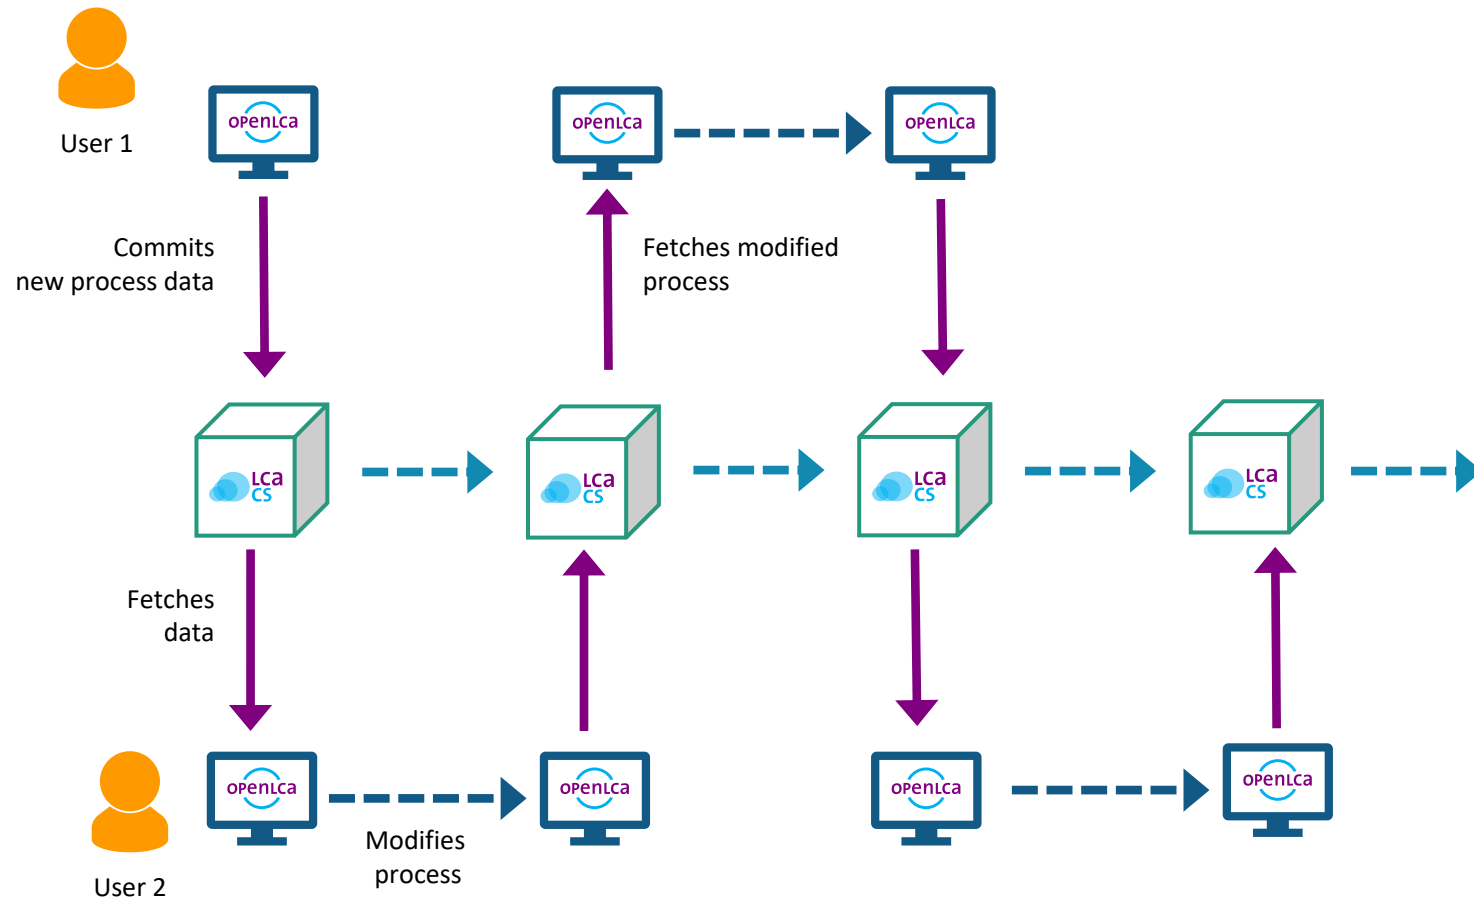 oPenLCa
oPenLCa
oPenLCa
User 1
Commits
new process data
Fetches modified
process
LCa
CS
LCa
CS
LCa
CS
LCa
CS
Fetches
data
oPenLCa
oPenLCa
oPenLCa
oPenLCa
Modifies
process
User 2